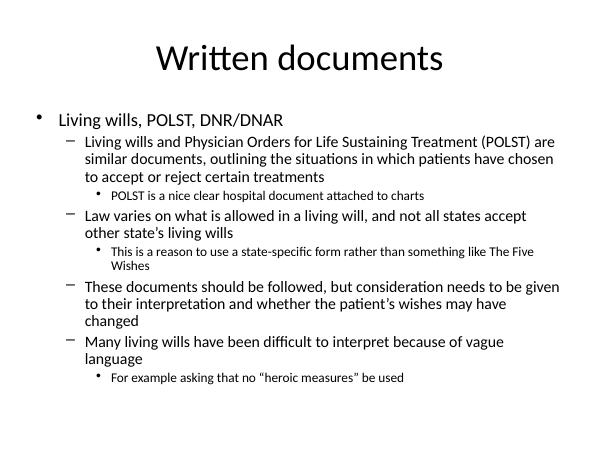 Written documents
• Living wills, POLST, DNR/DNAR
– Living wills and Physician Orders for Life Sustaining Treatment (POLST) are
similar documents, outlining the situations in which patients have chosen
to accept or reject certain treatments
• POLST is a nice clear hospital document attached to charts
– Law varies on what is allowed in a living will, and not all states accept
other state’s living wills
• This is a reason to use a state-specific form rather than something like The Five
Wishes
– These documents should be followed, but consideration needs to be given
to their interpretation and whether the patient’s wishes may have
changed
– Many living wills have been difficult to interpret because of vague
language
• For example asking that no “heroic measures” be used